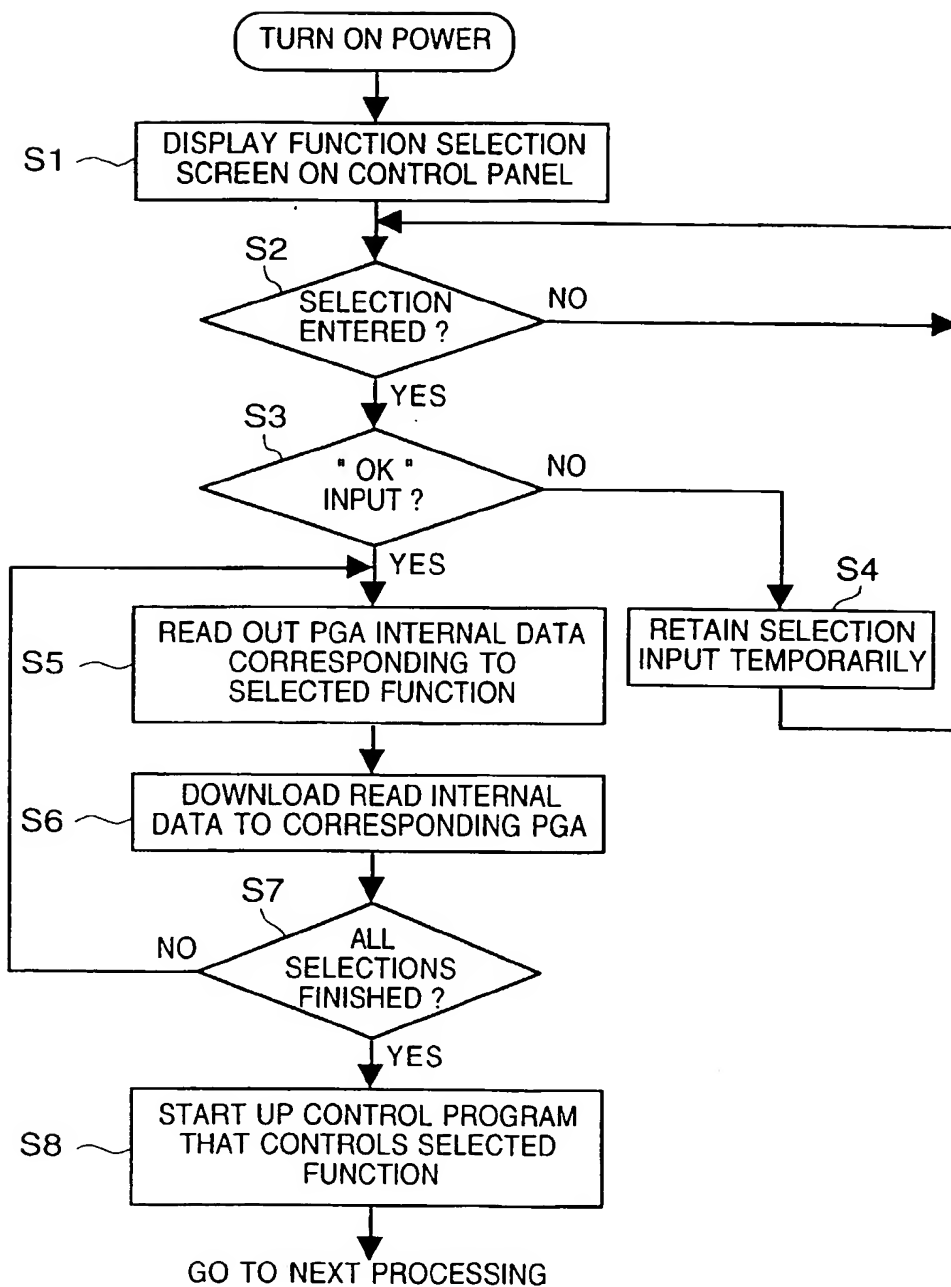 TURN ON POWER
S1
DISPLAY FUNCTION SELECTION
SCREEN ON CONTROL PANEL
S2
SELECTION
ENTERED ?
NO
YES
S3
" OK "
INPUT ?
NO
YES
S4
RETAIN SELECTION
INPUT TEMPORARILY
S5
READ OUT PGA INTERNAL DATA
CORRESPONDING TO
SELECTED FUNCTION
S6
DOWNLOAD READ INTERNAL
DATA TO CORRESPONDING PGA
S7
NO
ALL
SELECTIONS
FINISHED ?
YES
S8
START UP CONTROL PROGRAM
THAT CONTROLS SELECTED
FUNCTION
GO TO NEXT PROCESSING